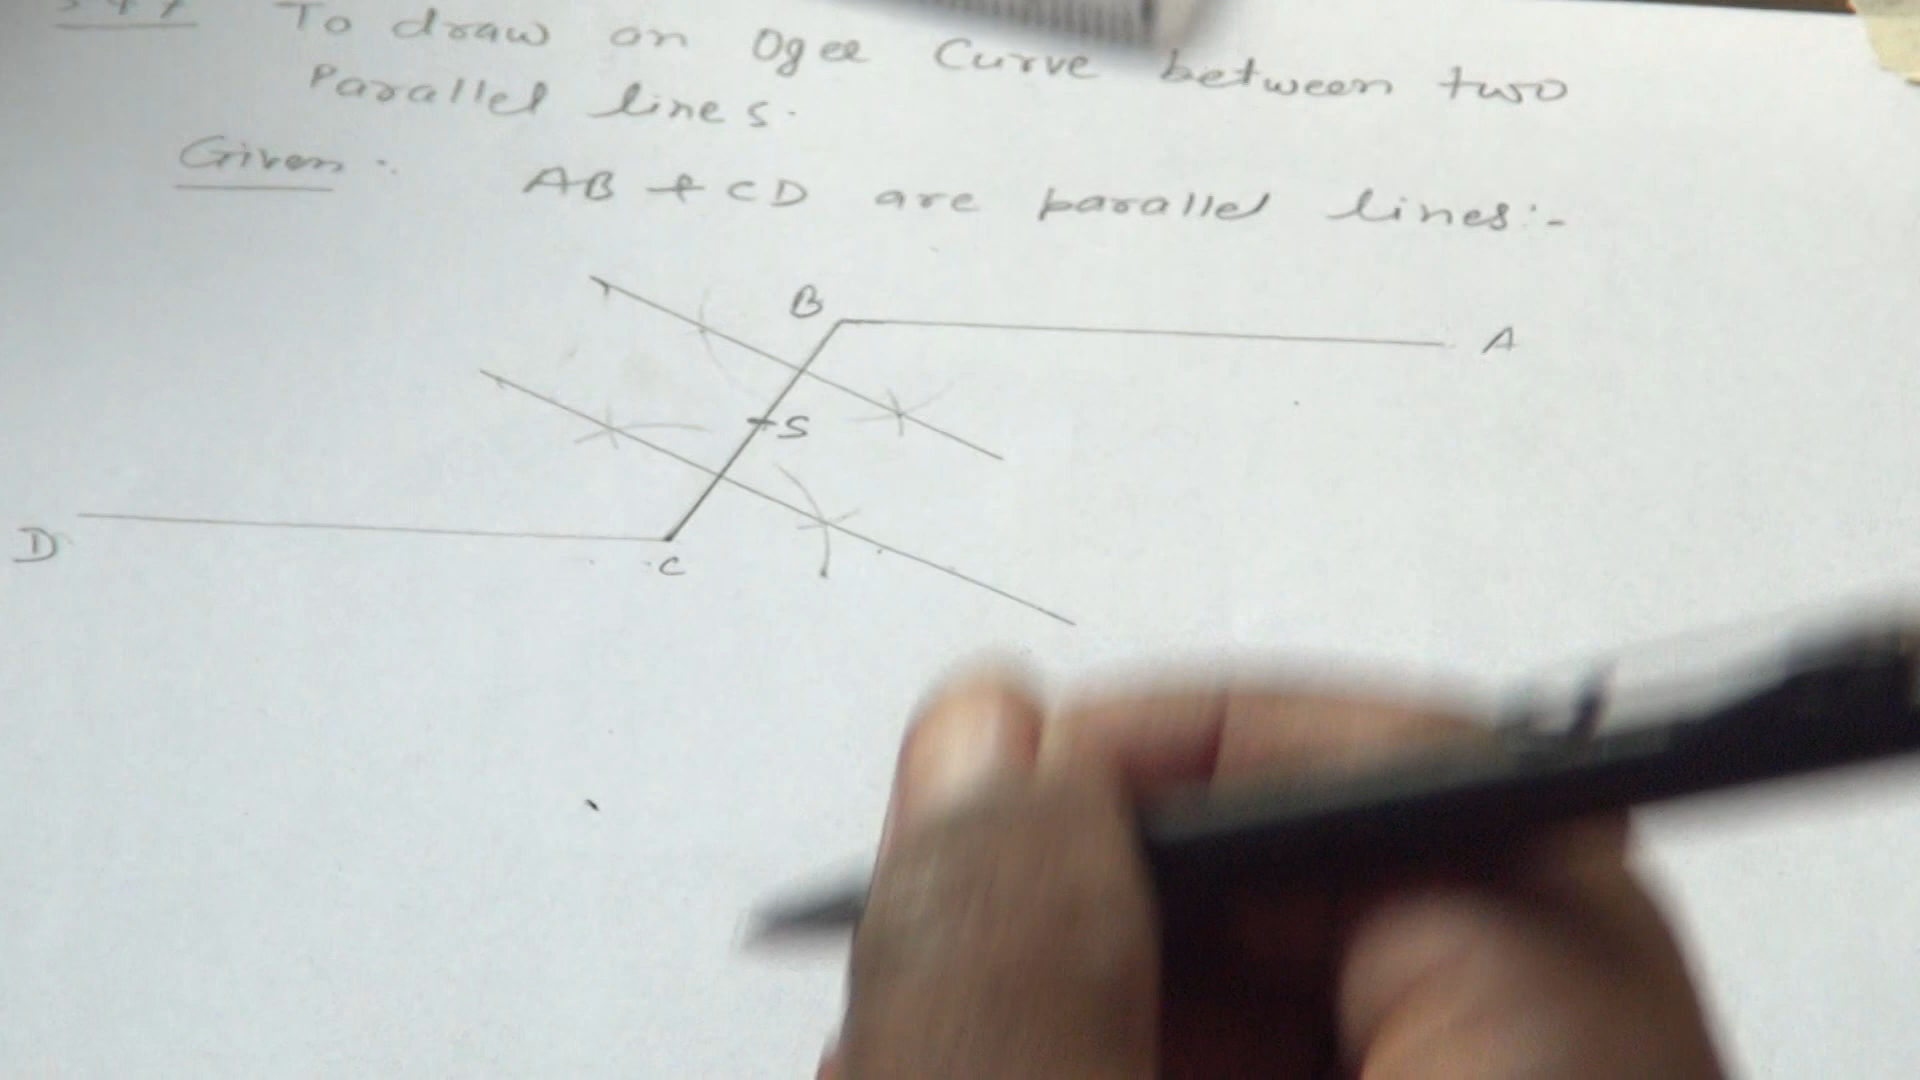 To draw an Ogee Curve between two
Parallel lines.
Given :
AB & CD are parallel lines:-
B
A
S
D
C